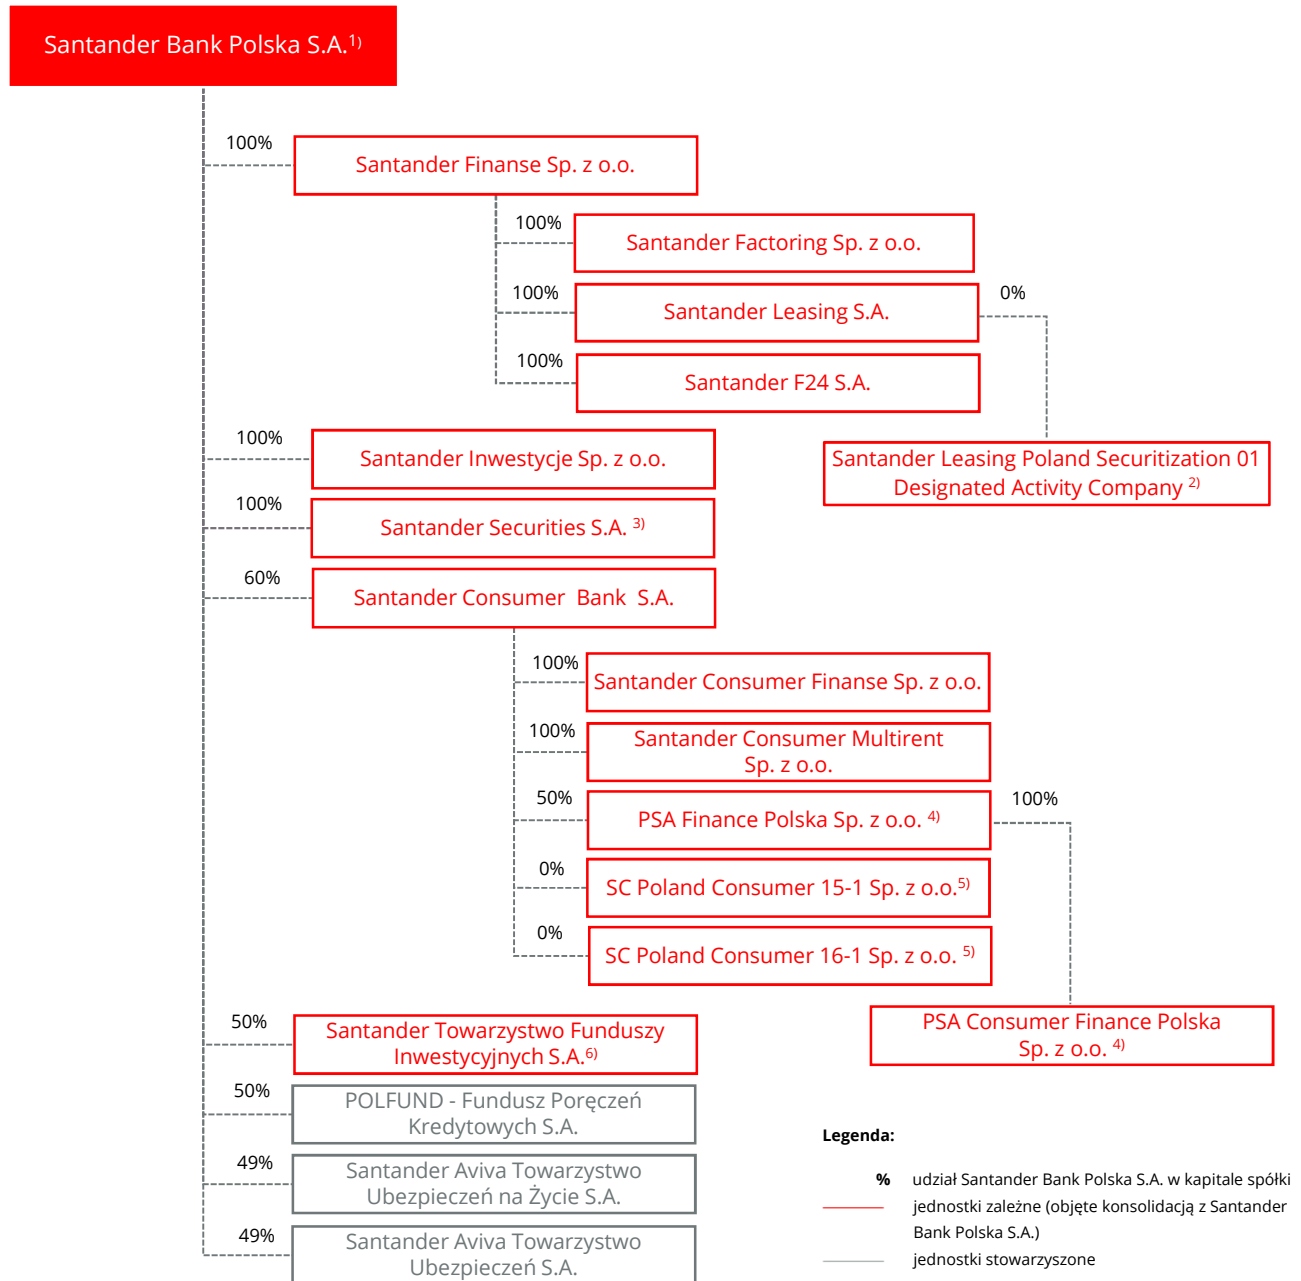 Santander Bank Polska S.A.1)
100%
Santander Finanse Sp. z o.o.
100%
Santander Factoring Sp. z o.o.
100%
Santander Leasing S.A.
0%
100%
Santander F24 S.A.
100%
Santander Inwestycje Sp. z o.o.
Santander Leasing Poland Securitization 01
Designated Activity Company 2)
100%
Santander Securities S.A. 3)
60%
Santander Consumer Bank S.A.
100%
Santander Consumer Finanse Sp. z o.o.
100%
Santander Consumer Multirent
Sp. z o.o.
50%
PSA Finance Polska Sp. z o.o. 4)
100%
0%
SC Poland Consumer 15-1 Sp. z o.o.5)
0%
SC Poland Consumer 16-1 Sp. z o.o. 5)
PSA Consumer Finance Polska
Sp. z o.o. 4)
50%
Santander Towarzystwo Funduszy
Inwestycyjnych S.A.6)
50%
POLFUND - Fundusz Poręczeń
Kredytowych S.A.
49%
Santander Aviva Towarzystwo
Ubezpieczeń na Życie S.A.
49%
Santander Aviva Towarzystwo
Ubezpieczeń S.A.
Legenda:
% udział Santander Bank Polska S.A. w kapitale spółki
jednostki zależne (objęte konsolidacją z Santander
Bank Polska S.A.)
jednostki stowarzyszone